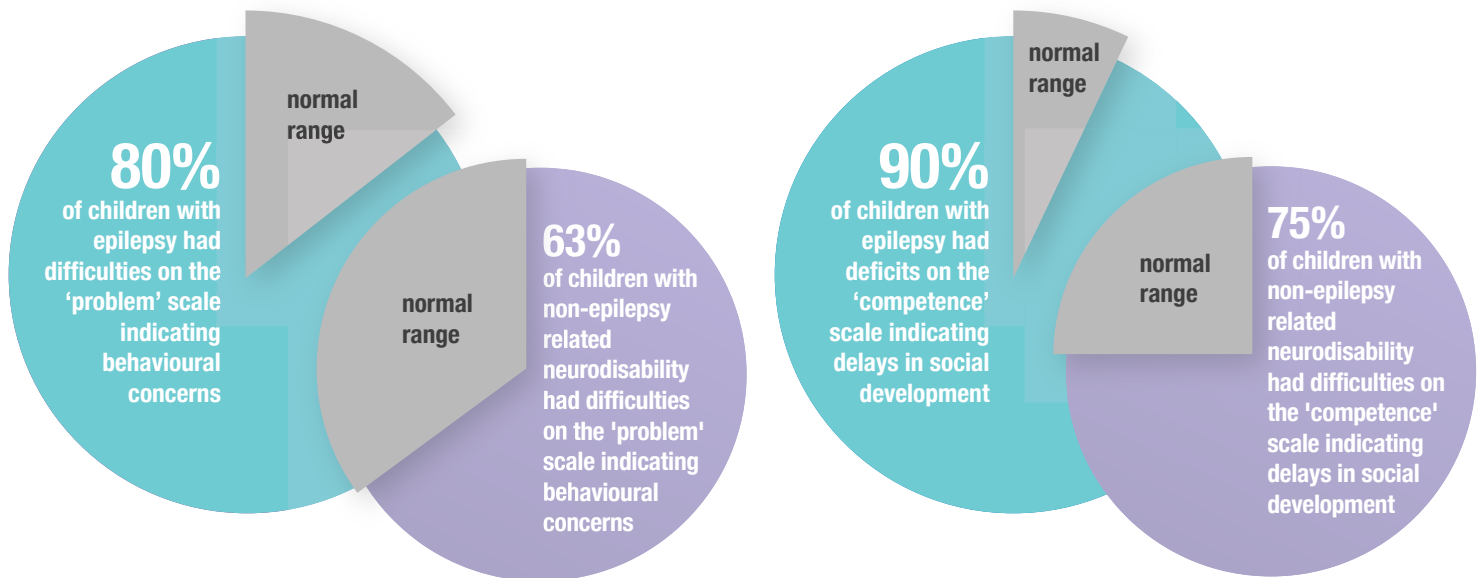 normal
range
80%
of children with
epilepsy had
difficulties on the
‘problem’ scale
indicating
behavioural
concerns
normal
range
63%
of children with
non-epilepsy
related
neurodisability
had difficulties
on the 'problem'
scale indicating
behavioural
concerns
normal
range
90%
of children with
epilepsy had
deficits on the
‘competence’
scale indicating
delays in social
development
normal
range
75%
of children with
non-epilepsy
related
neurodisability
had difficulties on
the 'competence'
scale indicating
delays in social
development